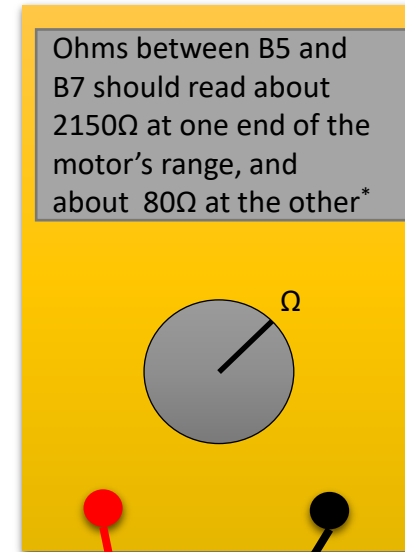 Ohms between B5 and
B7 should read about
2150Ω at one end of the
motor’s range, and
about  80Ω at the other*
Ω